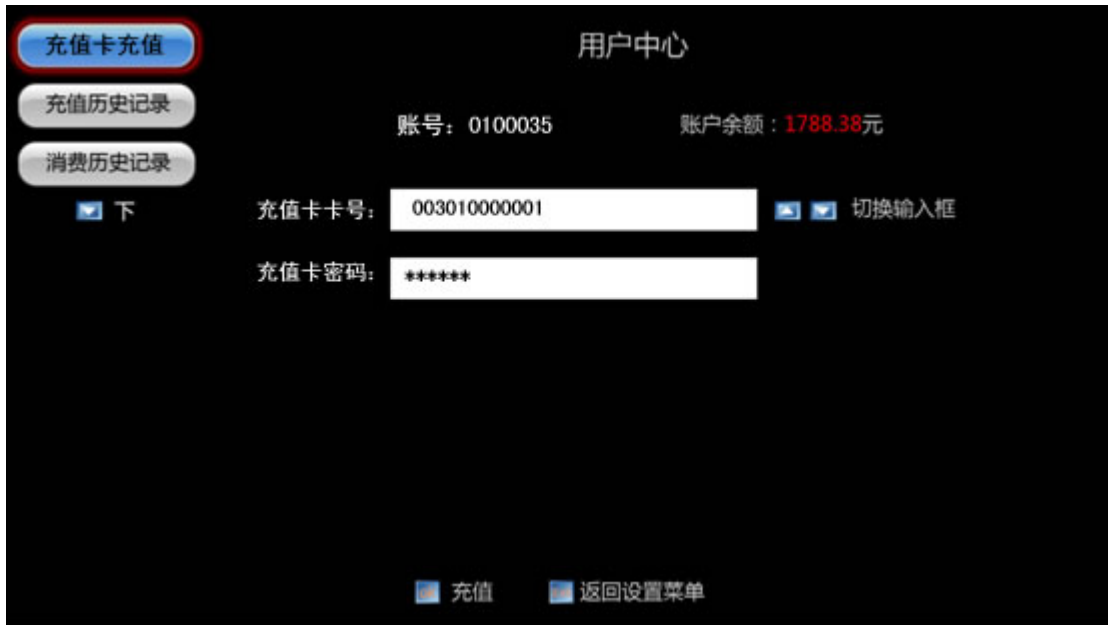 充值卡充值
用户中心
充值历史记录
账号：0100035 账户余额：1788.38元
消费历史记录
下
充值卡卡号： 003010000001 切换输入框
充值卡密码： ******
充值 返回设置菜单